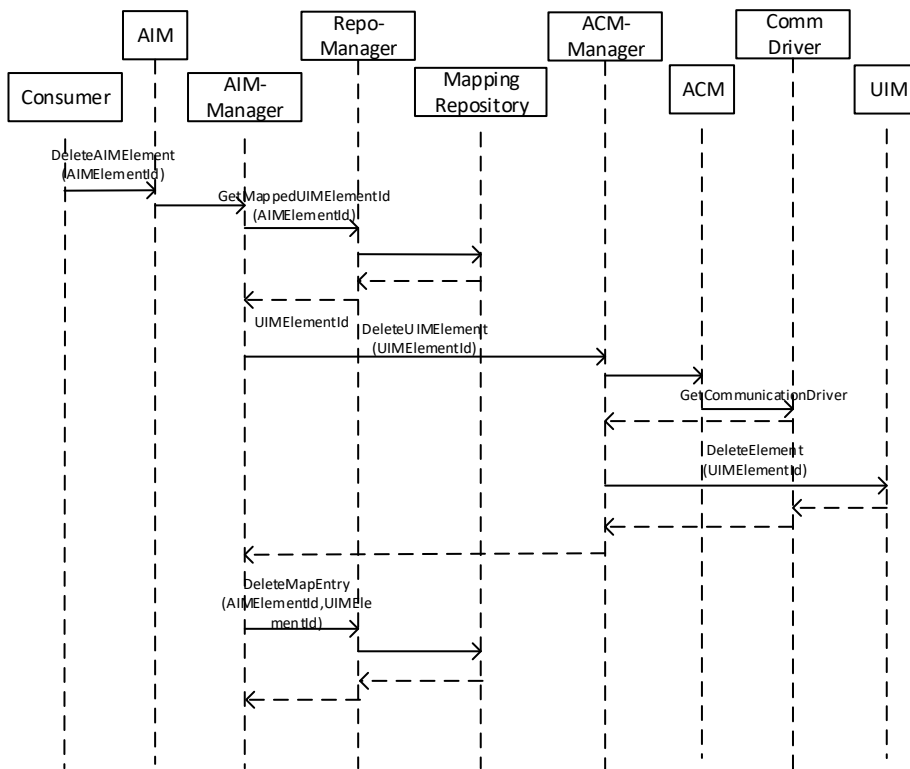 AIM
Repo-
Manager
ACM-
Manager
Comm
Driver
Consumer
AIM-
Manager
Mapping
Repository
ACM
UIM
DeleteAIMElement
(AIMElementId)
GetMappedUIMElementId
(AIMElementId)
UIMElementId
DeleteUIMElement
(UIMElementId)
GetCommunicationDriver
DeleteElement
(UIMElementId)
DeleteMapEntry
(AIMElementId,UIMEle
mentId)